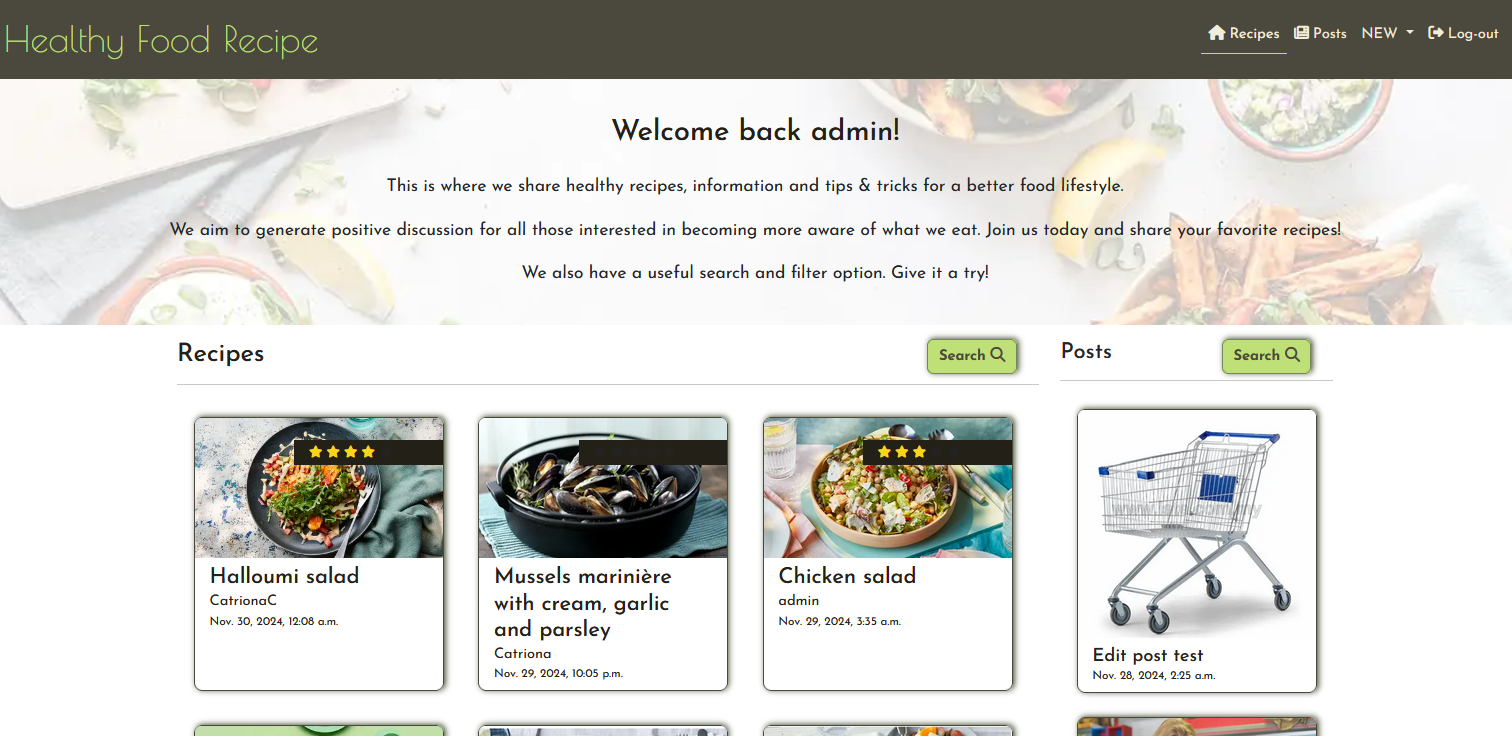 Healthy Food Recipe
Recipes
Posts
NEW
Log-out
Welcome back admin!
This is where we share healthy recipes, information and tips & tricks for a better food lifestyle.
We aim to generate positive discussion for all those interested in becoming more aware of what we eat. Join us today and share your favorite recipes!
We also have a useful search and filter option. Give it a try!
Recipes
Search
Posts
Search
Halloumi salad
CatrionaC
Nov. 30, 2024, 12:08 a.m.
Mussels marinière
with cream, garlic
and parsley
Catriona
Nov. 29, 2024, 10:05 p.m.
Chicken salad
admin
Nov. 29, 2024, 3:35 a.m.
Edit post test
Nov. 28, 2024, 2:25 a.m.